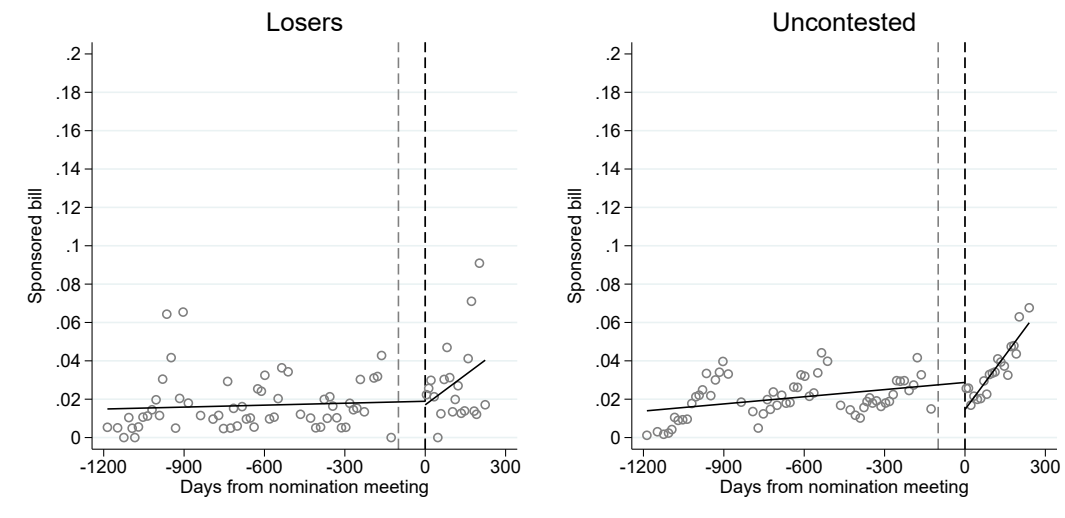 Losers
Sponsored bill
.2
.18
.16
.14
.12
.1
.08
.06
.04
.02
0
-1200 -900 -600 -300 0 300
Days from nomination meeting
Uncontested
Sponsored bill
.2
.18
.16
.14
.12
.1
.08
.06
.04
.02
0
-1200 -900 -600 -300 0 300
Days from nomination meeting